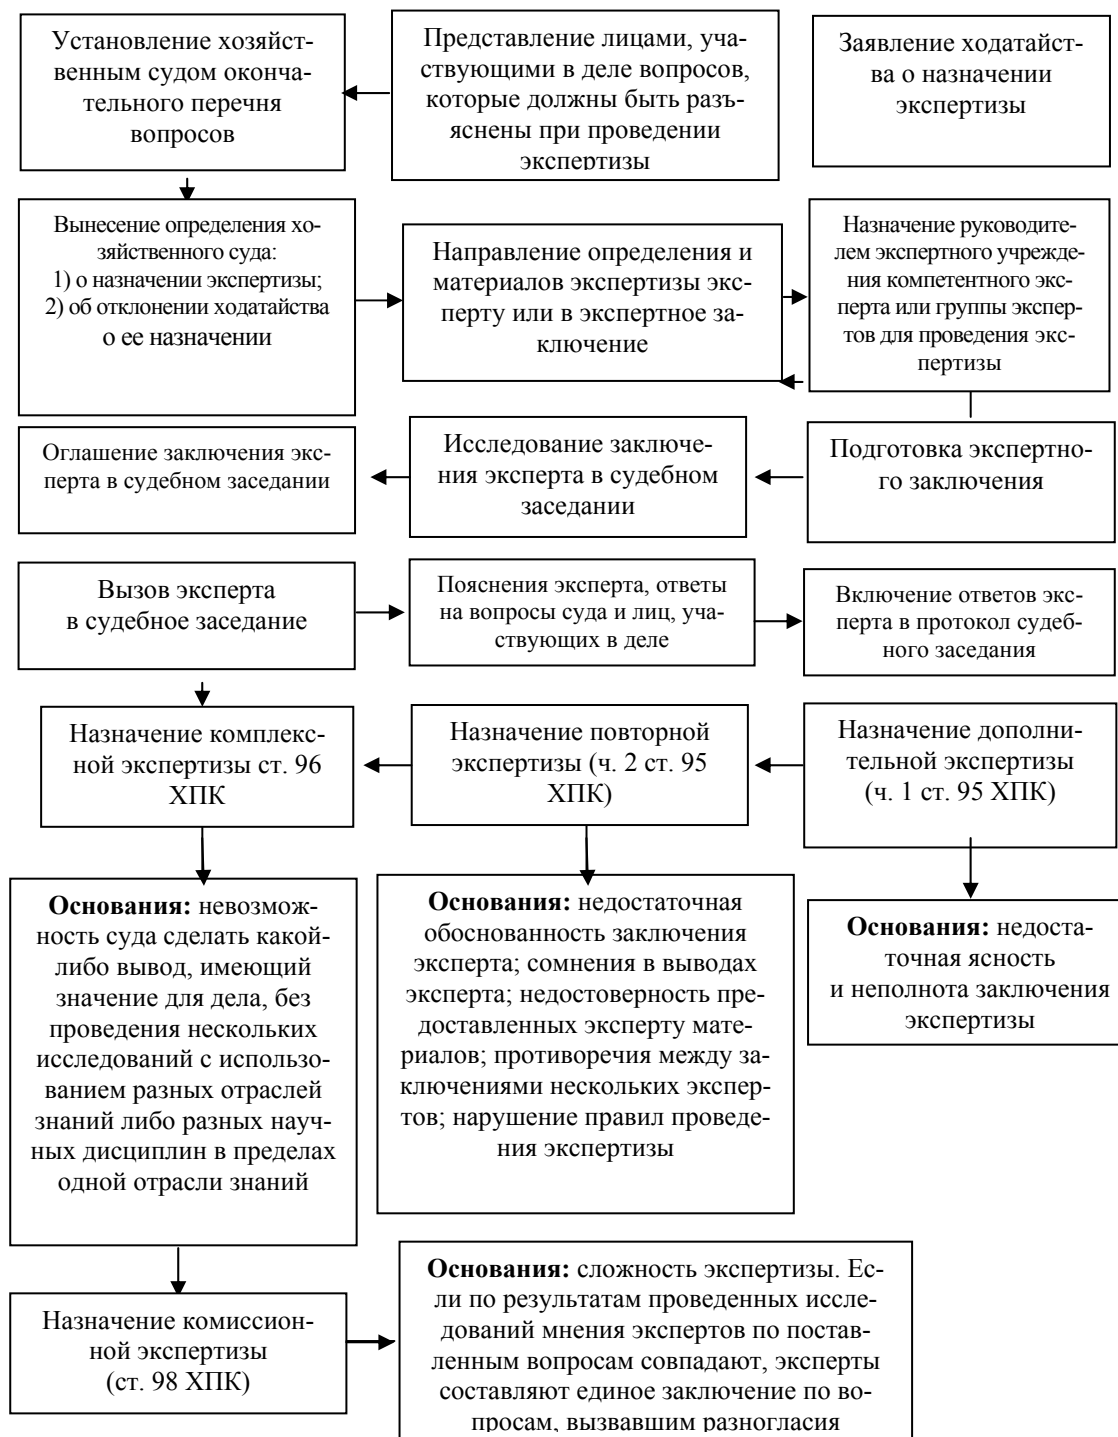 Установление хозяйст-
венным судом оконча-
тельного перечня
вопросов
Представление лицами, уча-
ствующими в деле вопросов,
которые должны быть разъ-
яснены при проведении
экспертизы
Заявление ходатайст-
ва о назначении
экспертизы
Вынесение определения хо-
зяйственного суда:
1) о назначении экспертизы;
2) об отклонении ходатайства
о ее назначении
Направление определения и
материалов экспертизы экс-
перту или в экспертное за-
ключение
Назначение руководите-
лем экспертного учрежде-
ния компетентного экс-
перта или группы экспер-
тов для проведения экс-
пертизы
Оглашение заключения экс-
перта в судебном заседании
Исследование заключе-
ния эксперта в судебном
заседании
Подготовка экспертно-
го заключения
Вызов эксперта
в судебное заседание
Пояснения эксперта, ответы
на вопросы суда и лиц, уча-
ствующих в деле
Включение ответов экс-
перта в протокол судеб-
ного заседания
Назначение комплекс-
ной экспертизы ст. 96
ХПК
Назначение повторной
экспертизы (ч. 2 ст. 95
ХПК)
Назначение дополни-
тельной экспертизы
(ч. 1 ст. 95 ХПК)
Основания: невозмож-
ность суда сделать какой-
либо вывод, имеющий
значение для дела, без
проведения нескольких
исследований с использо-
ванием разных отраслей
знаний либо разных науч-
ных дисциплин в пределах
одной отрасли знаний
Основания: недостаточная
обоснованность заключения
эксперта; сомнения в выводах
эксперта; недостоверность пре-
доставленных эксперту мате-
риалов; противоречия между за-
ключениями нескольких экспер-
тов; нарушение правил проведе-
ния экспертизы
Основания: недоста-
точная ясность
и неполнота заключения
экспертизы
Назначение комиссион-
ной экспертизы
(ст. 98 ХПК)
Основания: сложность экспертизы. Ес-
ли по результатам проведенных иссле-
дований мнения экспертов по постав-
ленным вопросам совпадают, эксперты
составляют единое заключение по во-
просам, вызвавшим разногласия